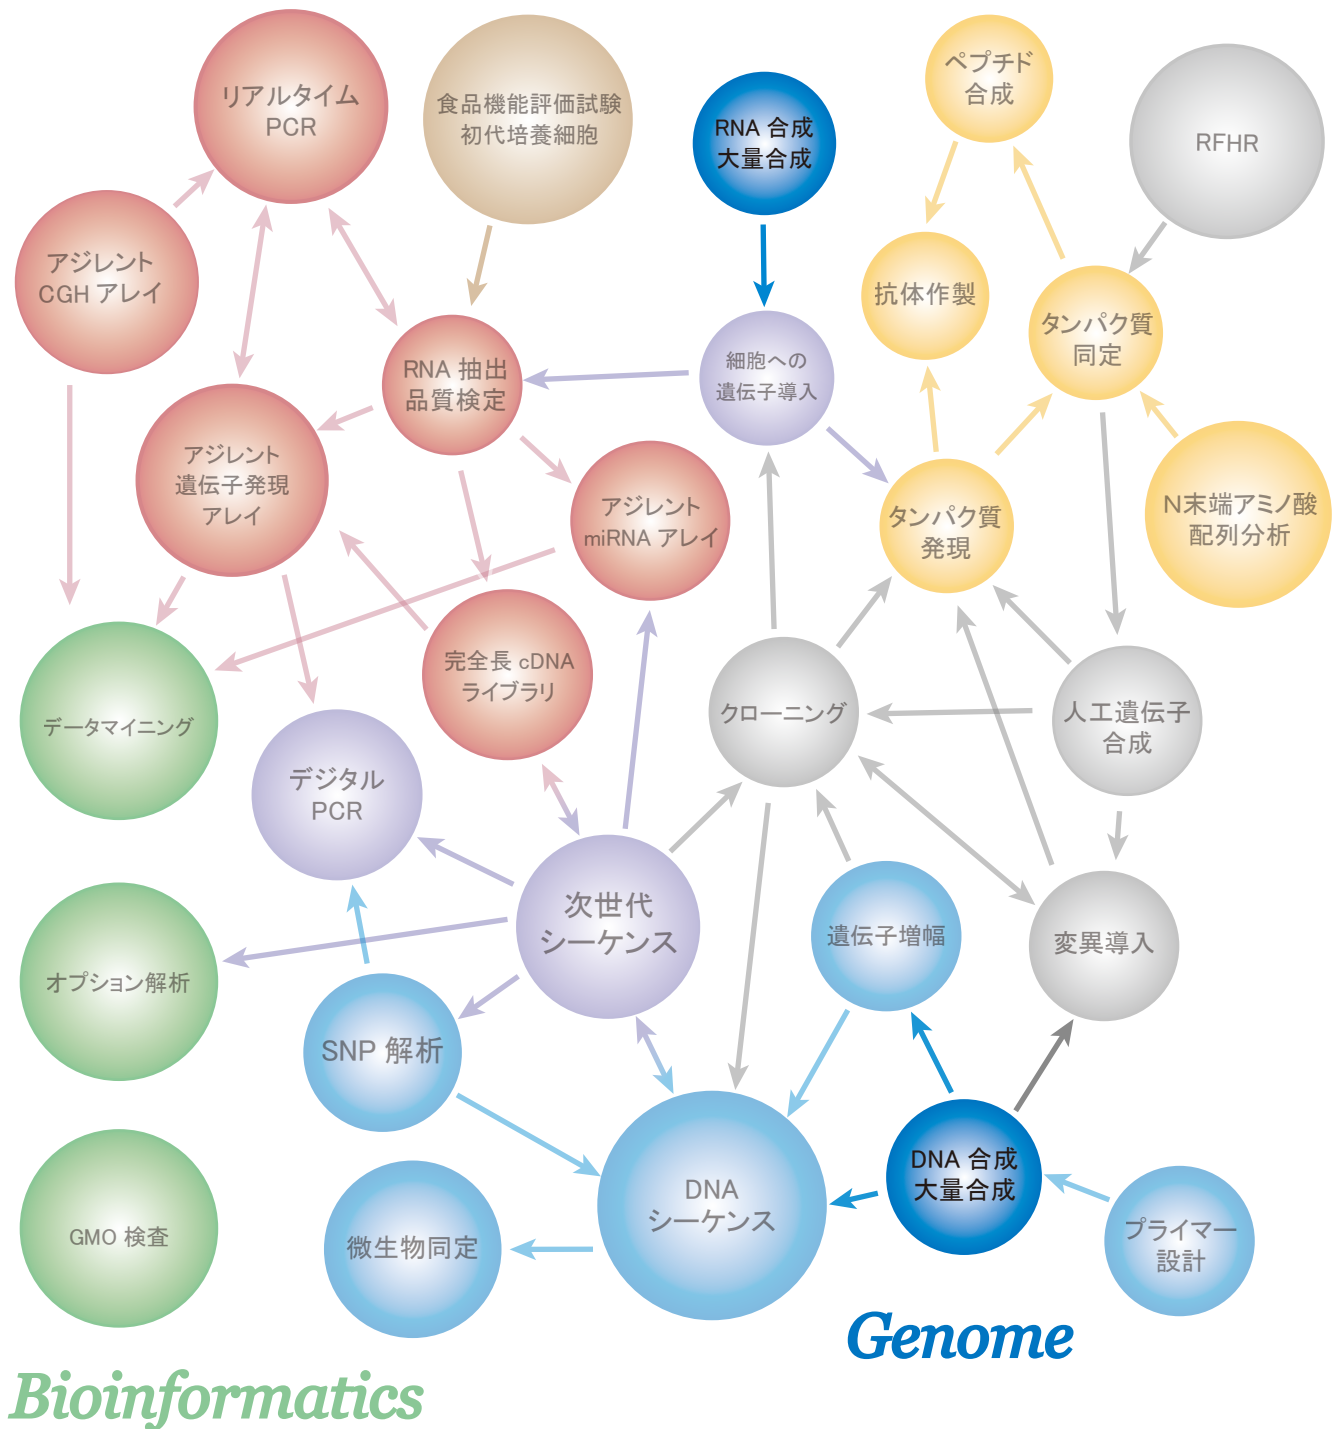 リアルタイム
PCR
食品機能評価試験
初代培養細胞
RNA 合成
大量合成
ペプチド
合成
RFHR
アジレント
CGH アレイ
抗体作製
タンパク質
同定
RNA 抽出
品質検定
細胞への
遺伝子導入
アジレント
遺伝子発現
アレイ
アジレント
miRNA アレイ
タンパク質
発現
N末端アミノ酸
配列分析
完全長 cDNA
ライブラリ
データマイニング
クローニング
人工遺伝子
合成
デジタル
PCR
次世代
シーケンス
遺伝子増幅
変異導入
オプション解析
SNP 解析
DNA
シーケンス
DNA 合成
大量合成
GMO 検査
微生物同定
プライマー
設計
Genome
Bioinformatics